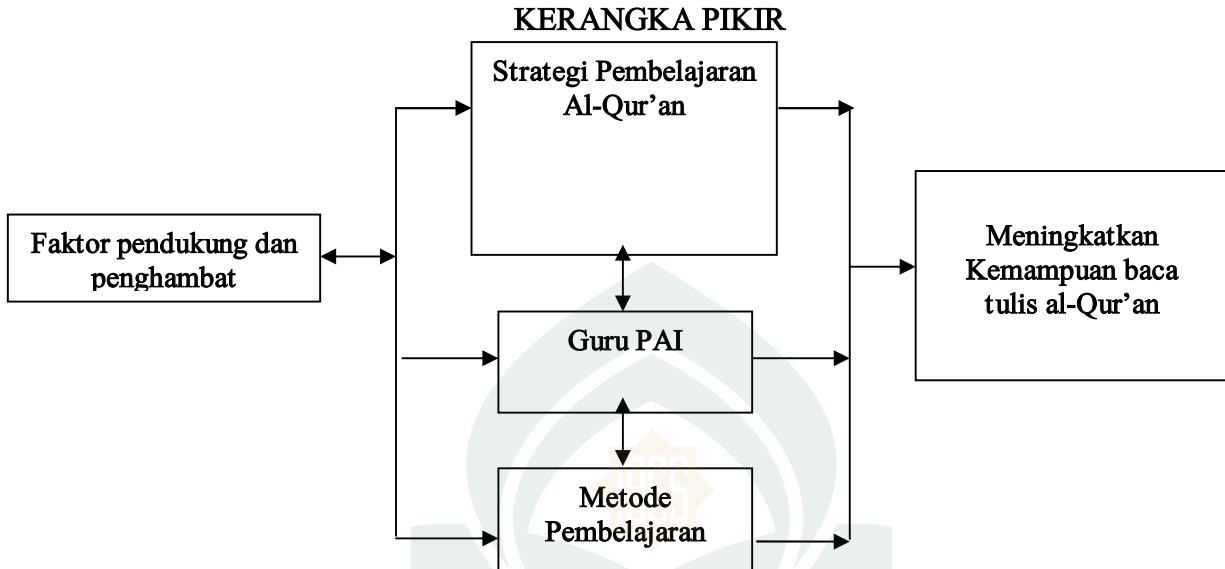 KERANGKA PIKIR
Strategi Pembelajaran
Al-Qur’an
Faktor pendukung dan
penghambat
Guru PAI
Metode
Pembelajaran
Meningkatkan
Kemampuan baca
tulis al-Qur’an